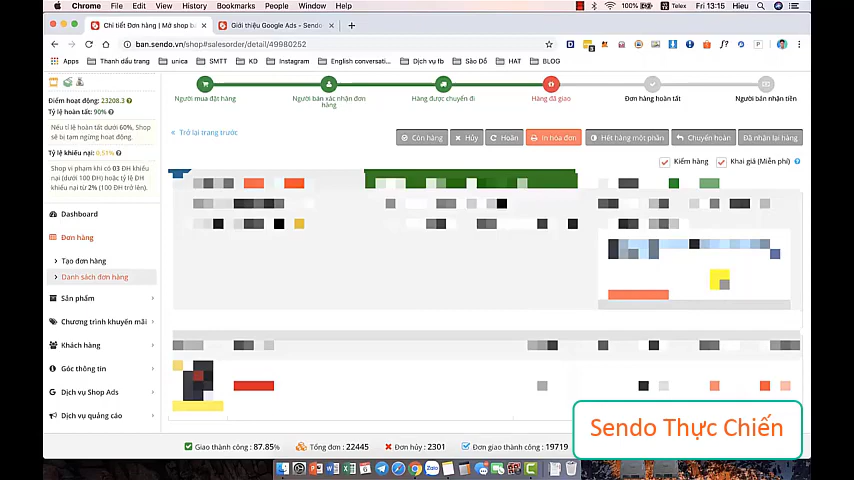 Chrome File Edit View History Bookmarks People Window Help
100% Telex Fri 13:15 Hieu
Chi tiết Đơn hàng | Mở shop b
Giới thiệu Google Ads - Sendo
ban.sendo.vn/shop#salesorder/detail/49980252
Apps Thanh dấu trang unica SMTT KD Instagram English conversati... Dịch vụ fb Sào Đồ HAT BLOG
Điểm hoạt động: 23208.3
Tỷ lệ hoàn tất: 90%
Nếu tỉ lệ hoàn tất dưới 60%, Shop
sẽ bị tạm ngừng hoạt động.
Tỷ lệ khiếu nại: 0.51%
Shop vi phạm khi có 03 ĐH khiếu
nại (dưới 100 ĐH) hoặc tỷ lệ ĐH
khiếu nại từ 2% (100 ĐH trở lên).
Dashboard
Đơn hàng
Tạo đơn hàng
Danh sách đơn hàng
Sản phẩm
Chương trình khuyến mãi
Khách hàng
Góc thông tin
Dịch vụ Shop Ads
Dịch vụ quảng cáo
Người mua đặt hàng
Người bán xác nhận đơn
hàng
Hàng được chuyển đi
Hàng đã giao
Đơn hàng hoàn tất
Người bán nhận tiền
« Trở lại trang trước
Còn hàng
Hủy
Hoãn
In hóa đơn
Hết hàng một phần
Chuyển hoàn
Đã nhận lại hàng
Kiểm hàng
Khai giá (Miễn phí)
Giao thành công : 87.85% Tổng đơn : 22445 Đơn hủy : 2301 Đơn giao thành công : 19719
Sendo Thực Chiến